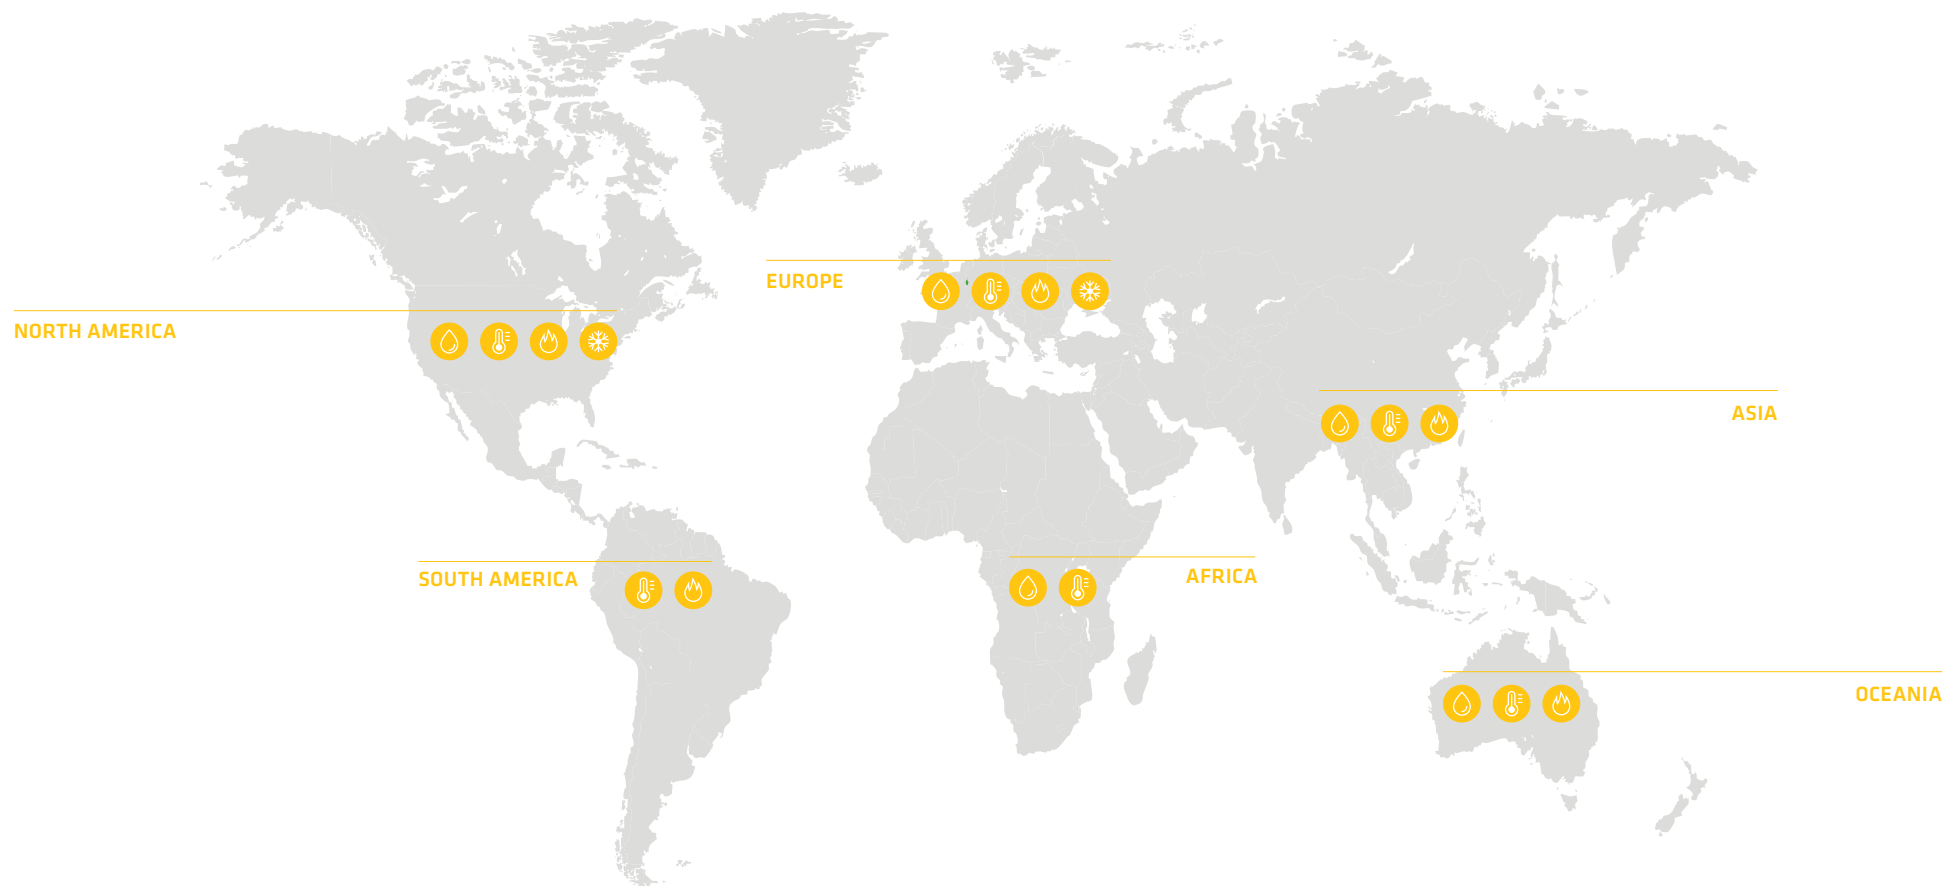 EUROPE
NORTH AMERICA
ASIA
SOUTH AMERICA
AFRICA
OCEANIA